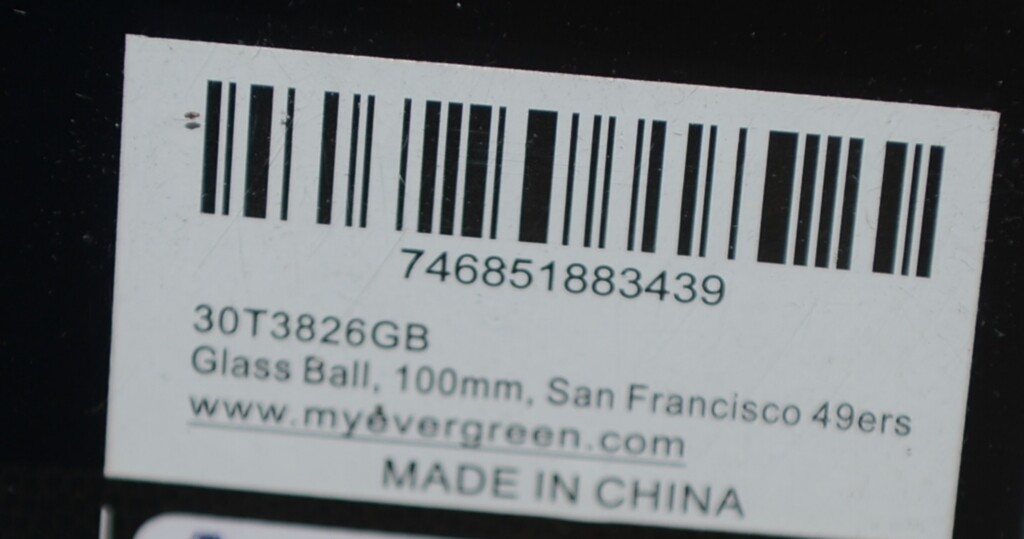 746851883439
30T3826GB
Glass Ball, 100mm, San Francisco 49ers
www.myevergreen.com
MADE IN CHINA